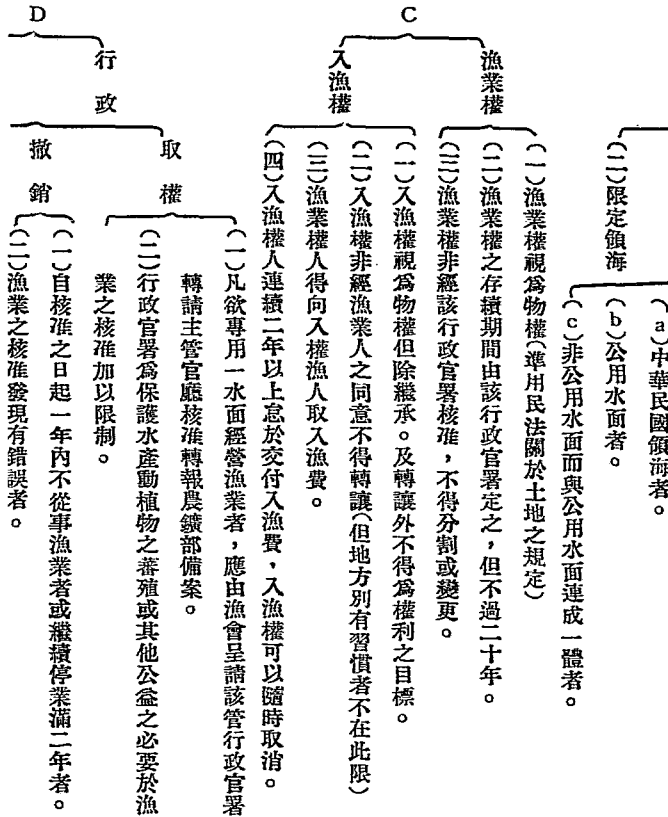 （二）限定領海
a）中華民國領海者。
（b）公用水面者。
（c）非公用水面而與公用水面連成一體者。
C
漁業權
（一）漁業權視爲物權（準用民法關於土地之規定）
（二）漁業權之存續期間由該行政官署定之，但不過二十年。
（三）漁業權非經該行政官署核准，不得分割或變更。
入漁權
（一）入漁權視爲物權但除繼承。及轉讓外不得爲權利之目標。
（二）入漁權非經漁業人之同意不得轉讓（但地方別有習慣者不在此限）
（三）漁業權人得向入權漁人取入漁費。
（四）入漁權人連續二年以上怠於交付入漁費，入漁權可以隨時取消。
D
行政
取權
（一）凡欲專用一水面經營漁業者，應由漁會呈請該管行政官署
轉請主管官廳核准轉報農鑛部備案。
（二）行政官署爲保護水產動植物之蕃殖或其他公益之必要於漁
業之核准加以限制。
撤銷
（一）自核准之日起一年內不從事漁業者或繼續停業滿二年者。
（二）漁業之核准發現有錯誤者。